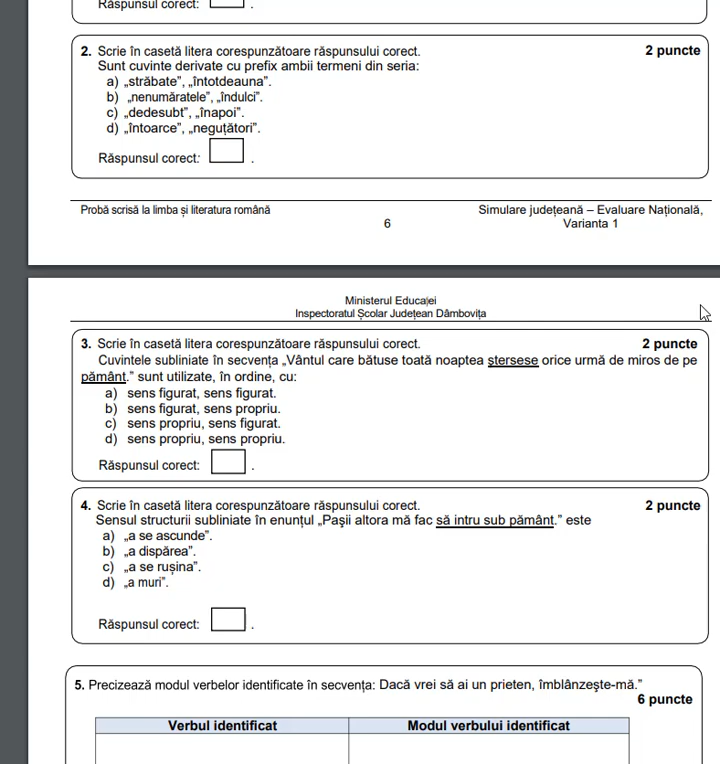 Răspunsul corect: .
2. Scrie în casetă litera corespunzătoare răspunsului corect. 2 puncte
Sunt cuvinte derivate cu prefix ambii termeni din seria:
a) „străbate”, „întotdeauna”.
b) „nenumăratele”, „îndulci”.
c) „dedesubt”, „înapoi”.
d) „întoarce”, „neguțători”.
Răspunsul corect: .
Probă scrisă la limba și literatura română Simulare județeană – Evaluare Națională,
6 Varianta 1
Ministerul Educației
Inspectoratul Școlar Județean Dâmbovița
3. Scrie în casetă litera corespunzătoare răspunsului corect. 2 puncte
Cuvintele subliniate în secvența „Vântul care bătuse toată noaptea ştersese orice urmă de miros de pe
pământ.” sunt utilizate, în ordine, cu:
a) sens figurat, sens figurat.
b) sens figurat, sens propriu.
c) sens propriu, sens figurat.
d) sens propriu, sens propriu.
Răspunsul corect: .
4. Scrie în casetă litera corespunzătoare răspunsului corect. 2 puncte
Sensul structurii subliniate în enunțul „Paşii altora mă fac să intru sub pământ.” este
a) „a se ascunde”.
b) „a dispărea”.
c) „a se rușina”.
d) „a muri”.
Răspunsul corect: .
5. Precizează modul verbelor identificate în secvența: Dacă vrei să ai un prieten, îmblânzeşte-mă.”
6 puncte
Verbul identificat Modul verbului identificat